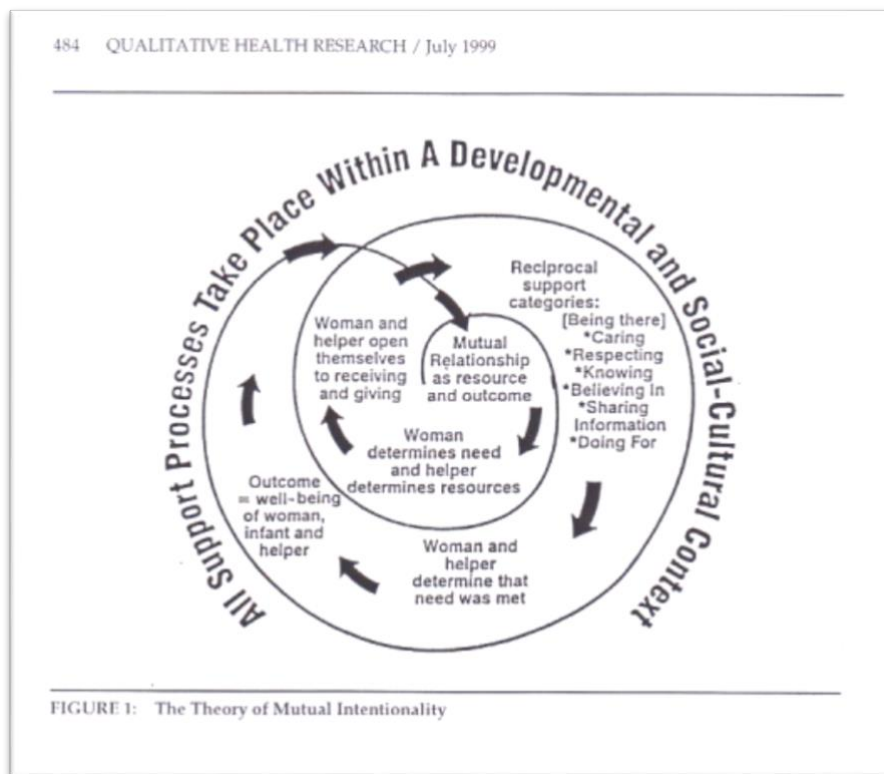 484 QUALITATIVE HEALTH RESEARCH / July 1999
All Support Processes Take Place Within A Developmental and Social-Cultural Context
Reciprocal
support
categories:
[Being there]
*Caring
*Respecting
*Knowing
*Believing In
*Sharing
Information
*Doing For
Woman and
helper open
themselves
to receiving
and giving
Mutual
Relationship
as resource
and outcome
Woman
determines need
and helper
determines resources
Outcome
= well-being
of woman,
infant and
helper
Woman and
helper
determine that
need was met
FIGURE 1: The Theory of Mutual Intentionality